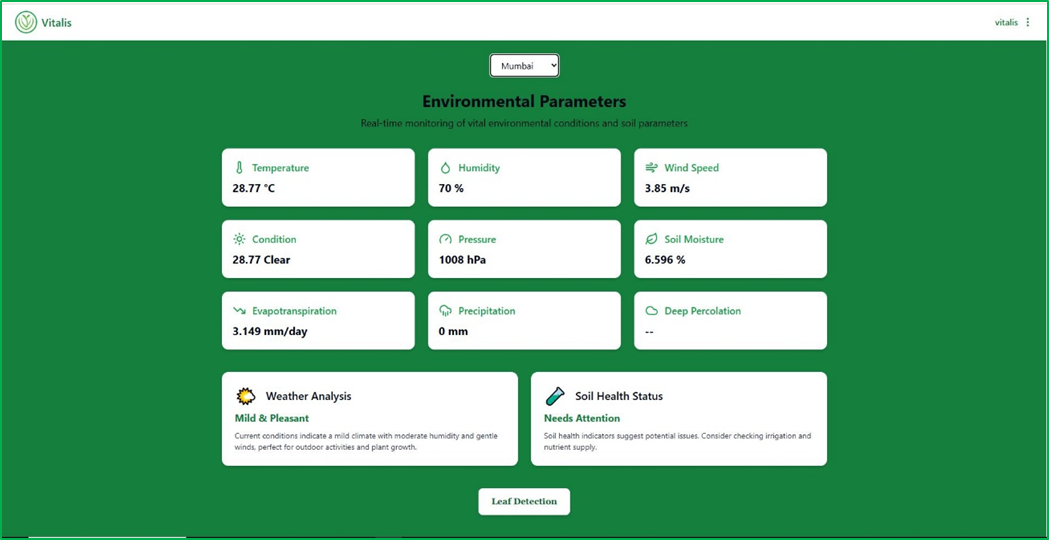 Vitalis
vitalis
Mumbai
Environmental Parameters
Real-time monitoring of vital environmental conditions and soil parameters
Temperature
28.77 °C
Humidity
70 %
Wind Speed
3.85 m/s
Condition
28.77 Clear
Pressure
1008 hPa
Soil Moisture
6.596 %
Evapotranspiration
3.149 mm/day
Precipitation
0 mm
Deep Percolation
--
Weather Analysis
Mild & Pleasant
Current conditions indicate a mild climate with moderate humidity and gentle
winds, perfect for outdoor activities and plant growth.
Soil Health Status
Needs Attention
Soil health indicators suggest potential issues. Consider checking irrigation and
nutrient supply.
Leaf Detection